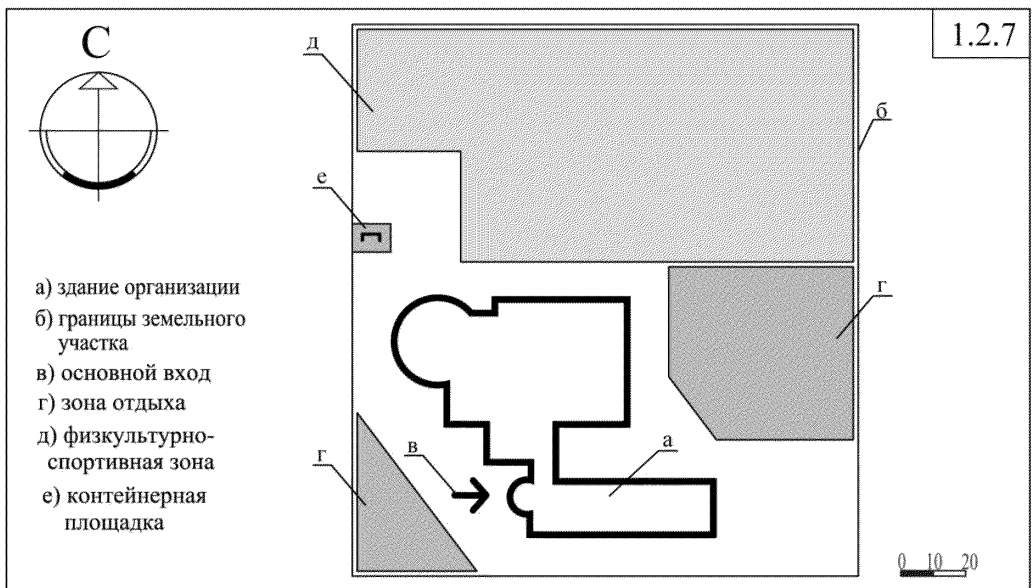 С
1.2.7
д
б
е
г
а) здание организации
б) границы земельного
участка
в) основной вход
г) зона отдыха
д) физкультурно-
спортивная зона
е) контейнерная
площадка
г
в
а
0 10 20